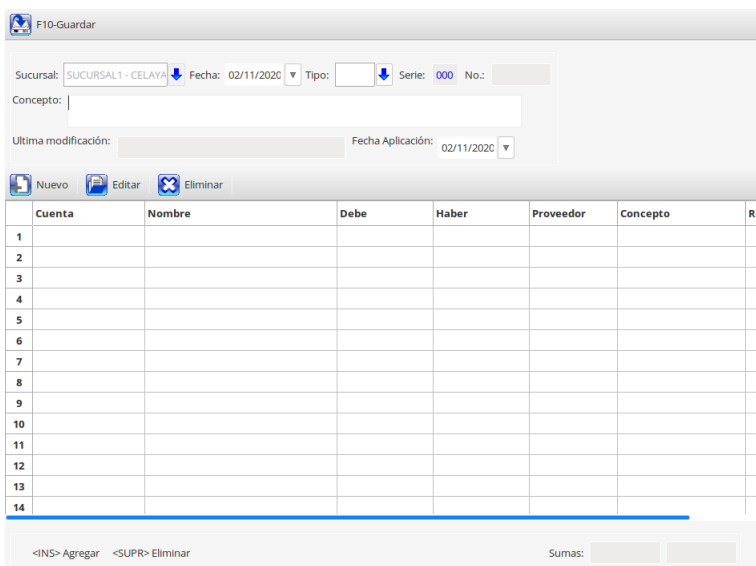 F10-Guardar
Sucursal: SUCURSAL1 - CELAYA Fecha: 02/11/2020 Tipo: Serie: 000 No.:
Concepto:
Ultima modificación: Fecha Aplicación: 02/11/2020
Nuevo Editar Eliminar
Cuenta Nombre Debe Haber Proveedor Concepto R
1
2
3
4
5
6
7
8
9
10
11
12
13
14
<INS> Agregar <SUPR> Eliminar Sumas: